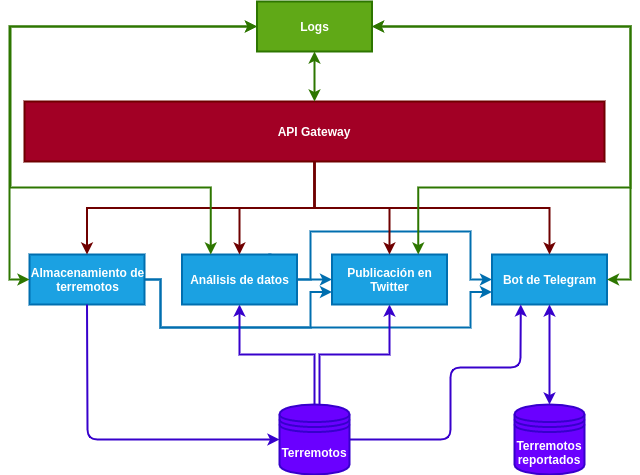 Logs
API Gateway
Almacenamiento de
terremotos
Análisis de datos
Publicación en
Twitter
Bot de Telegram
Terremotos
Terremotos
reportados